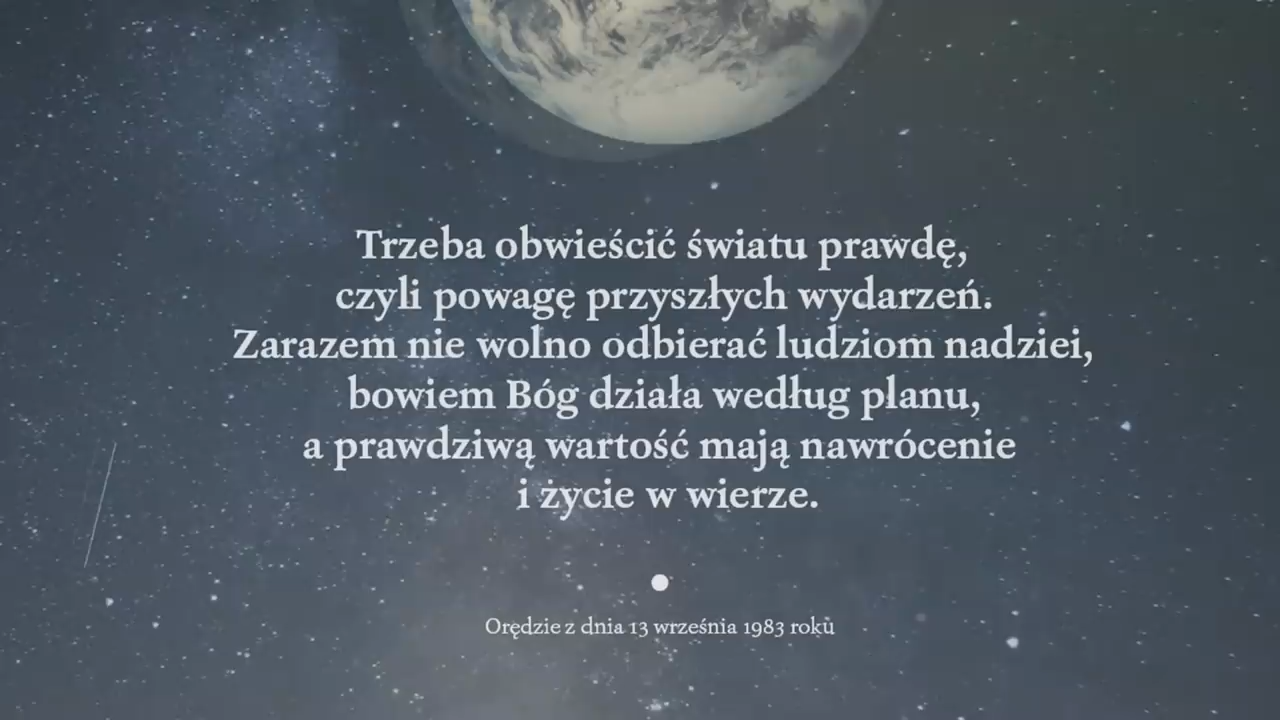 Trzeba obwieścić światu prawdę,
czyli powagę przyszłych wydarzeń.
Zarazem nie wolno odbierać ludziom nadziei,
bowiem Bóg działa według planu,
a prawdziwą wartość mają nawrócenie
i życie w wierze.
Orędzie z dnia 13 września 1983 roku